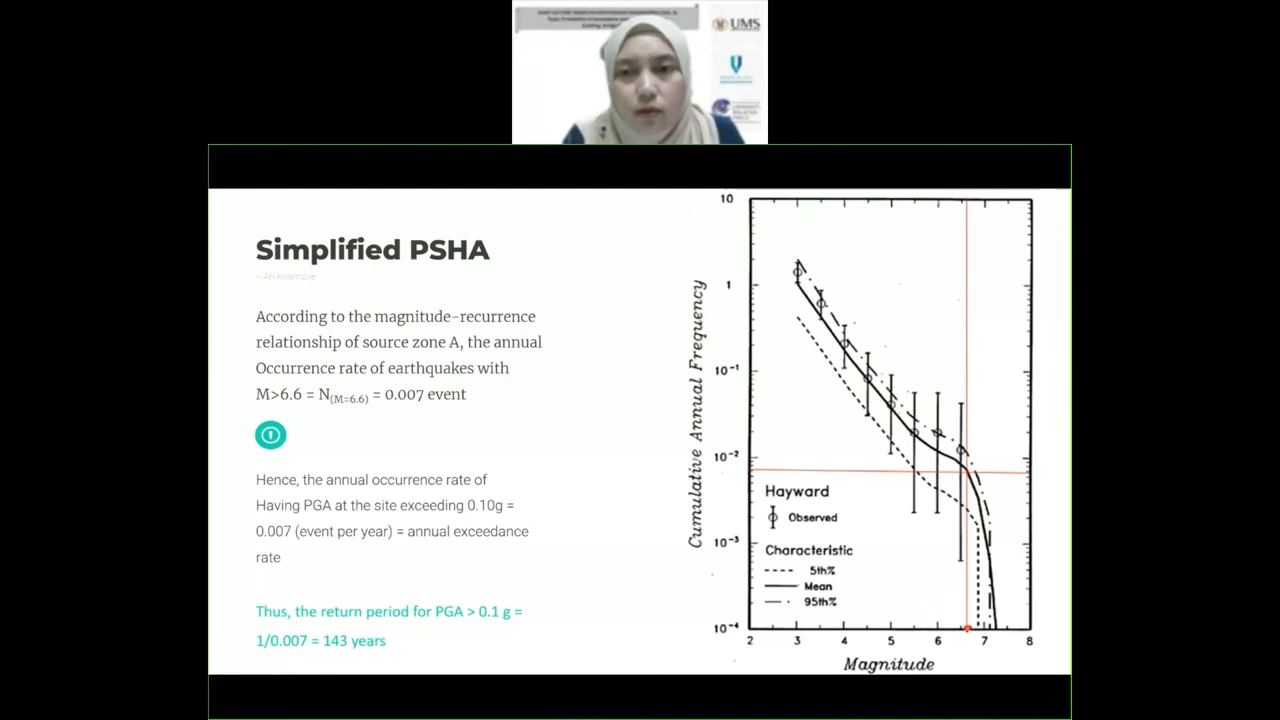 UMS
Simplified PSHA
- An example
According to the magnitude-recurrence
relationship of source zone A, the annual
Occurrence rate of earthquakes with
M>6.6 = N(M=6.6) = 0.007 event
Hence, the annual occurrence rate of
Having PGA at the site exceeding 0.10g =
0.007 (event per year) = annual exceedance
rate
Thus, the return period for PGA > 0.1 g =
1/0.007 = 143 years
Cumulative Annual Frequency
10
1
10⁻¹
10⁻²
10⁻³
10⁻⁴
Hayward
Observed
Characteristic
5th%
Mean
95th%
2 3 4 5 6 7 8
Magnitude